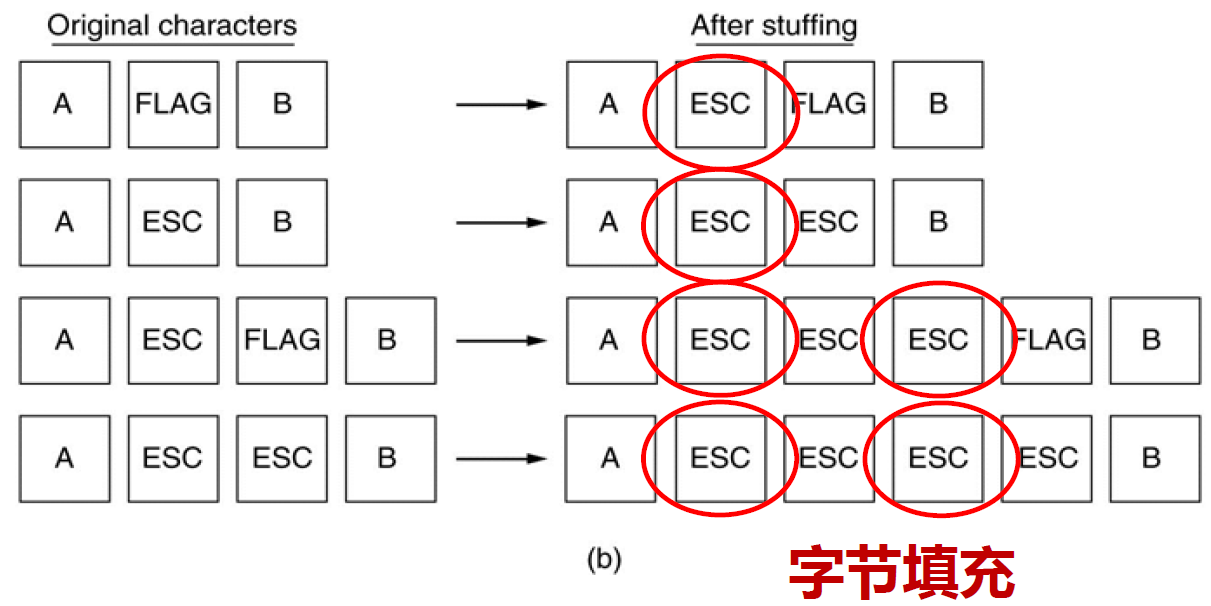 Original characters After stuffing
A FLAG B A ESC FLAG B
A ESC B A ESC ESC B
A ESC FLAG B A ESC ESC ESC FLAG B
A ESC ESC B A ESC ESC ESC ESC B
(b)
字节填充